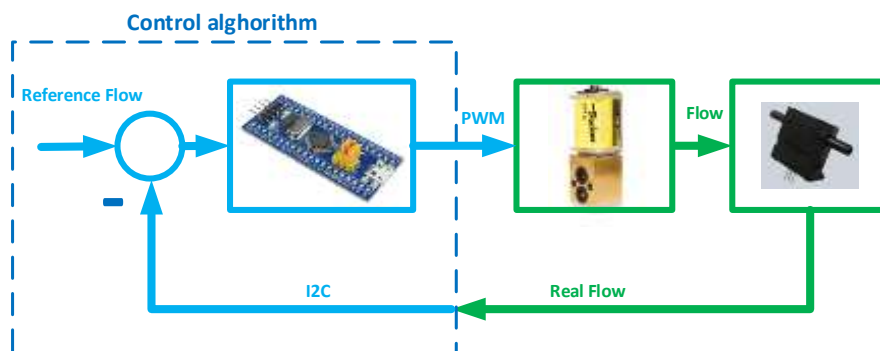 Control alghorithm
Reference Flow
PWM
Flow
I2C
Real Flow